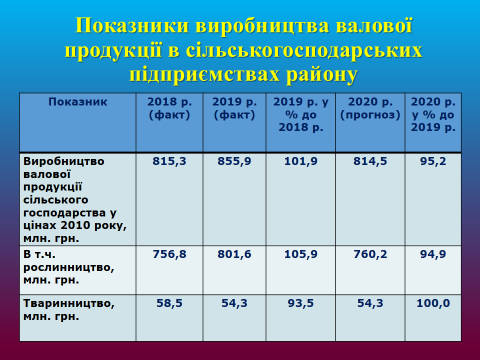 Показники виробництва валової
продукції в сільськогосподарських
підприємствах району
Показник 2018 р. (факт) 2019 р. (факт) 2019 р. у % до 2018 р. 2020 р. (прогноз) 2020 р. у % до 2019 р.
Виробництво 815,3 855,9 101,9 814,5 95,2
валової
продукції
сільського
господарства у
цінах 2010 року,
млн. грн.
В т.ч. 756,8 801,6 105,9 760,2 94,9
рослинництво,
млн. грн.
Тваринництво, 58,5 54,3 93,5 54,3 100,0
млн. грн.